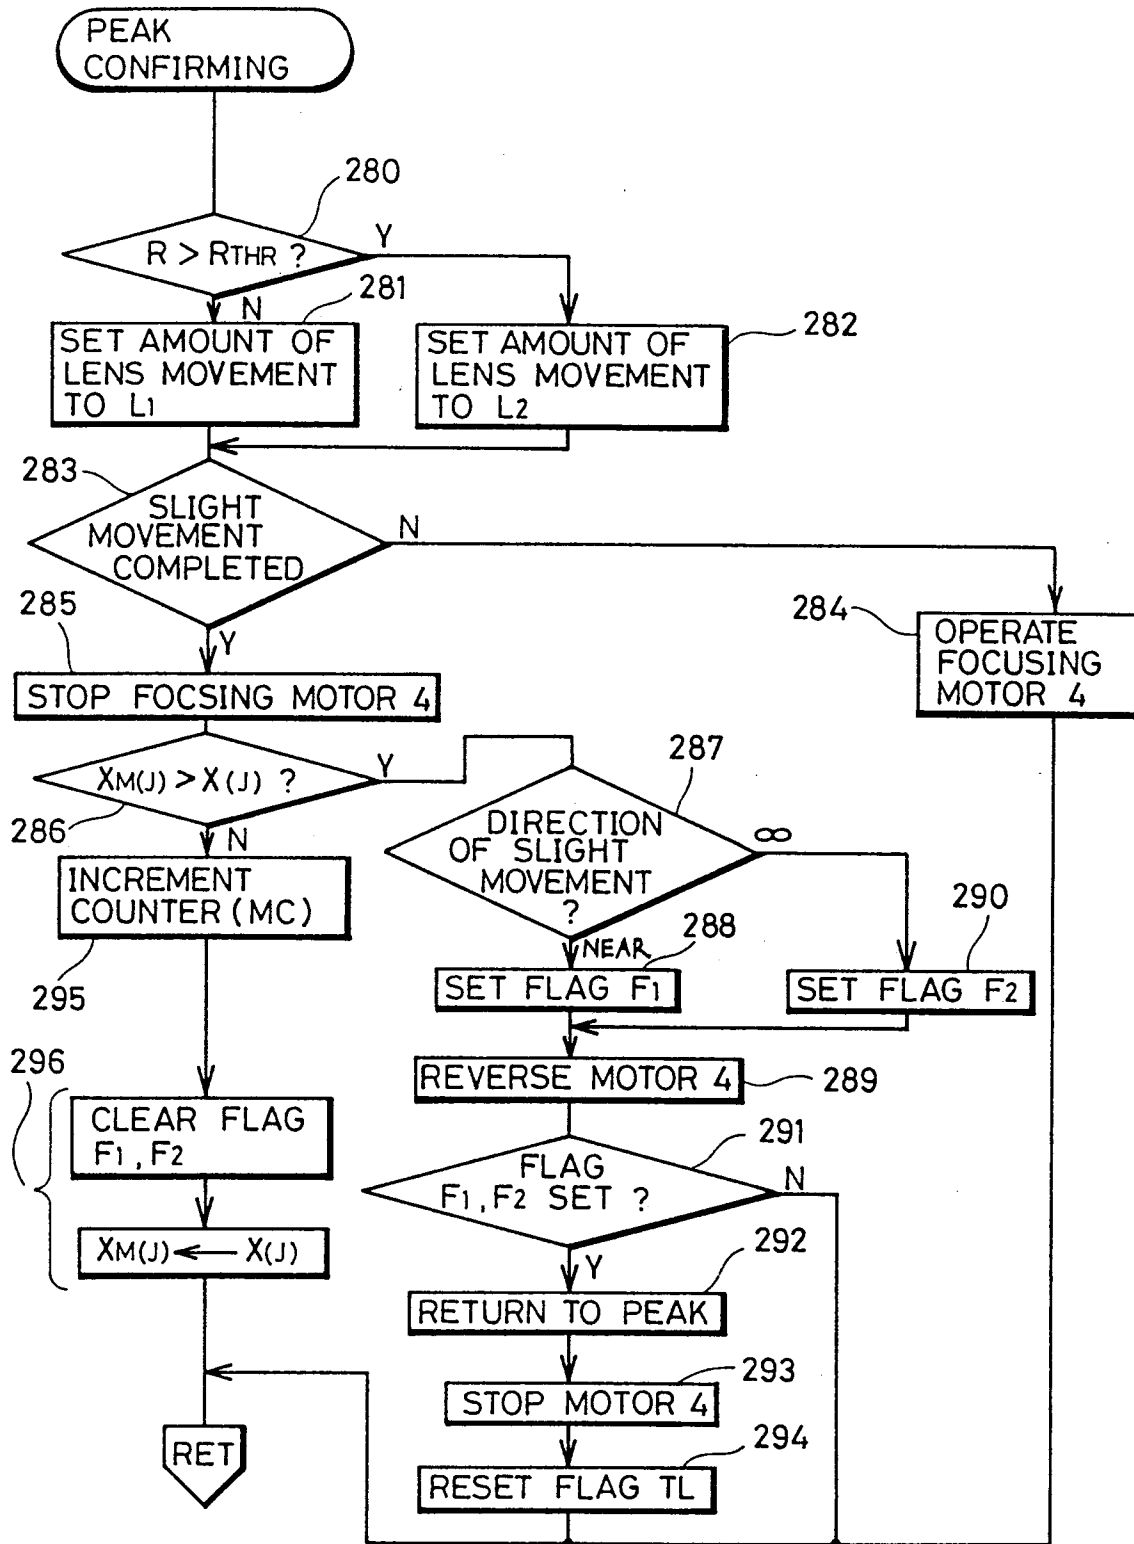 PEAK
CONFIRMING
280
R > RTHR ?
Y
N
281
SET AMOUNT OF
LENS MOVEMENT
TO L1
282
SET AMOUNT OF
LENS MOVEMENT
TO L2
283
SLIGHT
MOVEMENT
COMPLETED
N
Y
284
OPERATE
FOCUSING
MOTOR 4
285
STOP FOCSING MOTOR 4
XM(J) > X(J) ?
286
Y
N
287
DIRECTION
OF SLIGHT
MOVEMENT
?
∞
NEAR
288
SET FLAG F1
290
SET FLAG F2
INCREMENT
COUNTER (MC)
295
REVERSE MOTOR 4
289
296
CLEAR FLAG
F1, F2
XM(J) ← X(J)
291
FLAG
F1, F2 SET ?
N
Y
292
RETURN TO PEAK
293
STOP MOTOR 4
294
RESET FLAG TL
RET